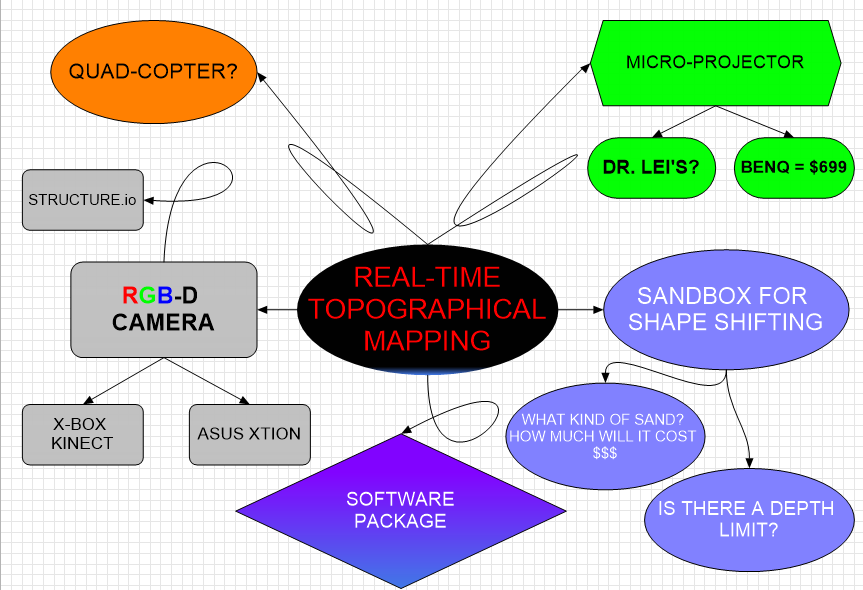 QUAD-COPTER?
MICRO-PROJECTOR
DR. LEI'S?
BENQ = $699
STRUCTURE.io
RGB-D
CAMERA
REAL-TIME
TOPOGRAPHICAL
MAPPING
SANDBOX FOR
SHAPE SHIFTING
X-BOX
KINECT
ASUS XTION
WHAT KIND OF SAND?
HOW MUCH WILL IT COST
$$$
SOFTWARE
PACKAGE
IS THERE A DEPTH
LIMIT?